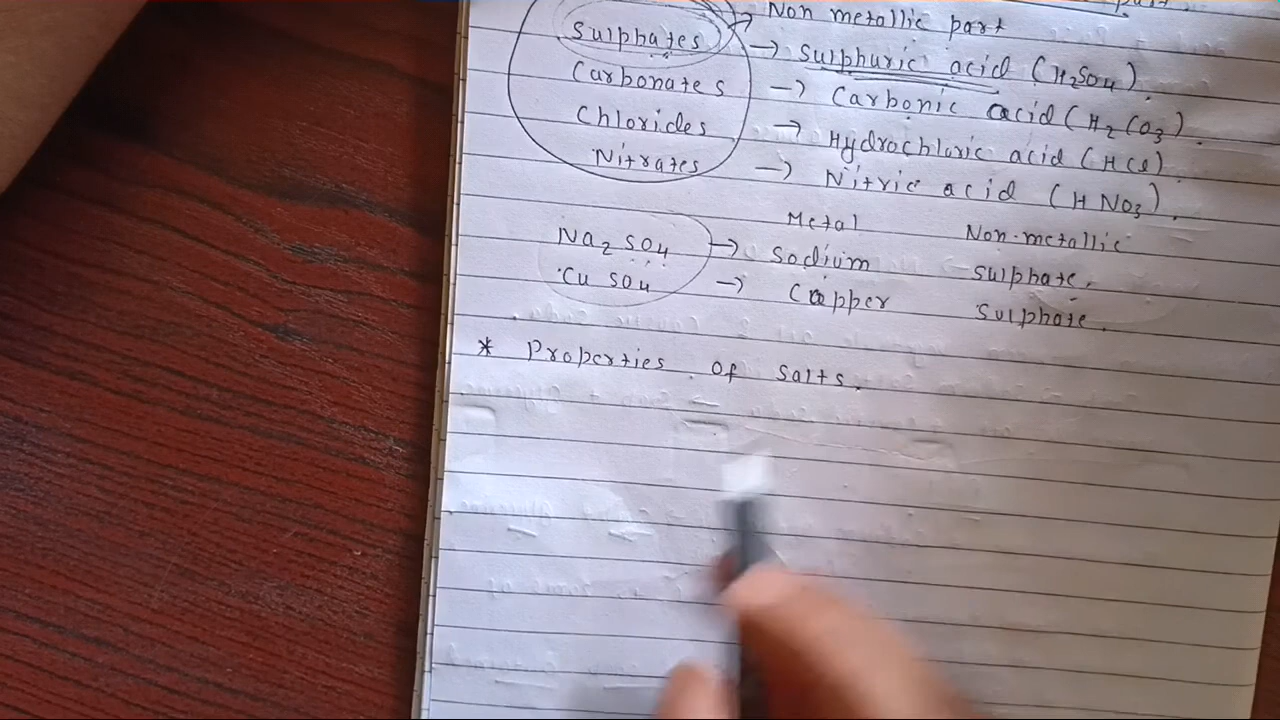 part.
Non metallic part
Sulphates → Sulphuric acid (H2SO4).
Carbonates → Carbonic acid (H2CO3).
Chlorides → Hydrochloric acid (HCl).
Nitrates → Nitric acid (HNO3).
Metal Non-metallic
Na2SO4 → Sodium Sulphate.
CuSO4 → Copper Sulphate.
* Properties of salts.